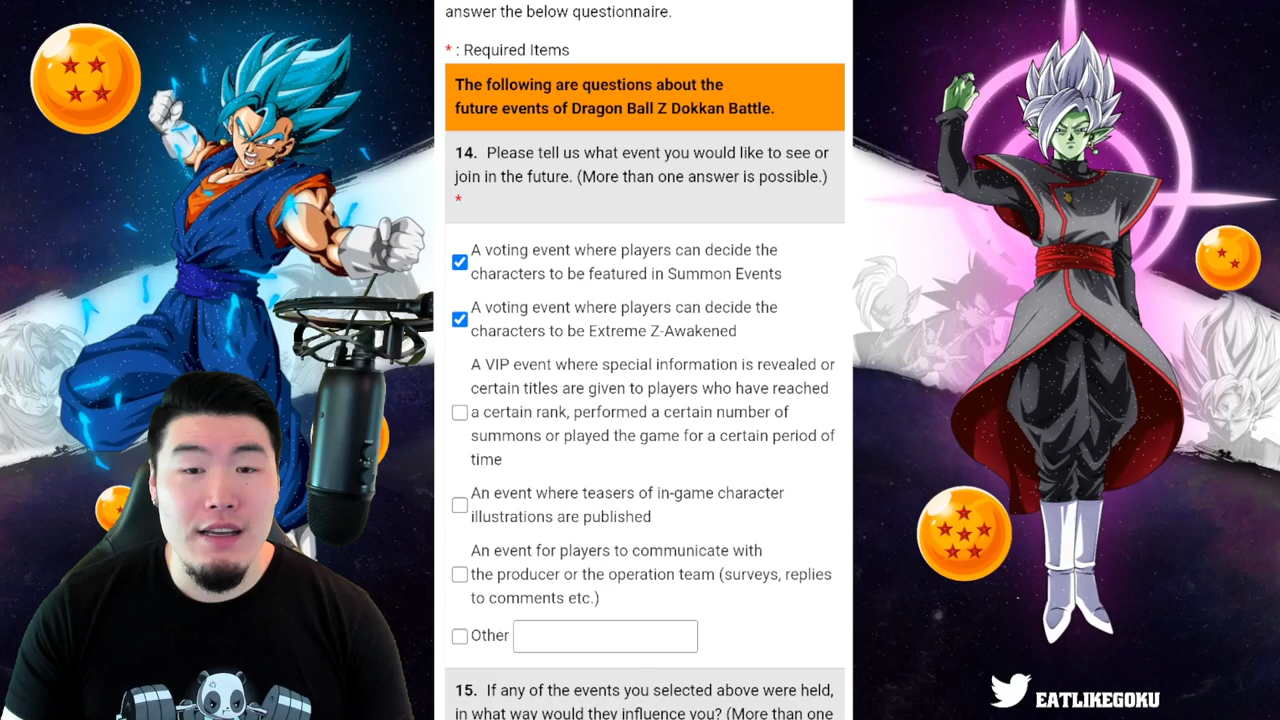 answer the below questionnaire.
* : Required Items
The following are questions about the
future events of Dragon Ball Z Dokkan Battle.
14. Please tell us what event you would like to see or
join in the future. (More than one answer is possible.)
*
A voting event where players can decide the
characters to be featured in Summon Events
A voting event where players can decide the
characters to be Extreme Z-Awakened
A VIP event where special information is revealed or
certain titles are given to players who have reached
a certain rank, performed a certain number of
summons or played the game for a certain period of
time
An event where teasers of in-game character
illustrations are published
An event for players to communicate with
the producer or the operation team (surveys, replies
to comments etc.)
Other
15. If any of the events you selected above were held,
in what way would they influence you? (More than one
EATLIKEGOKU